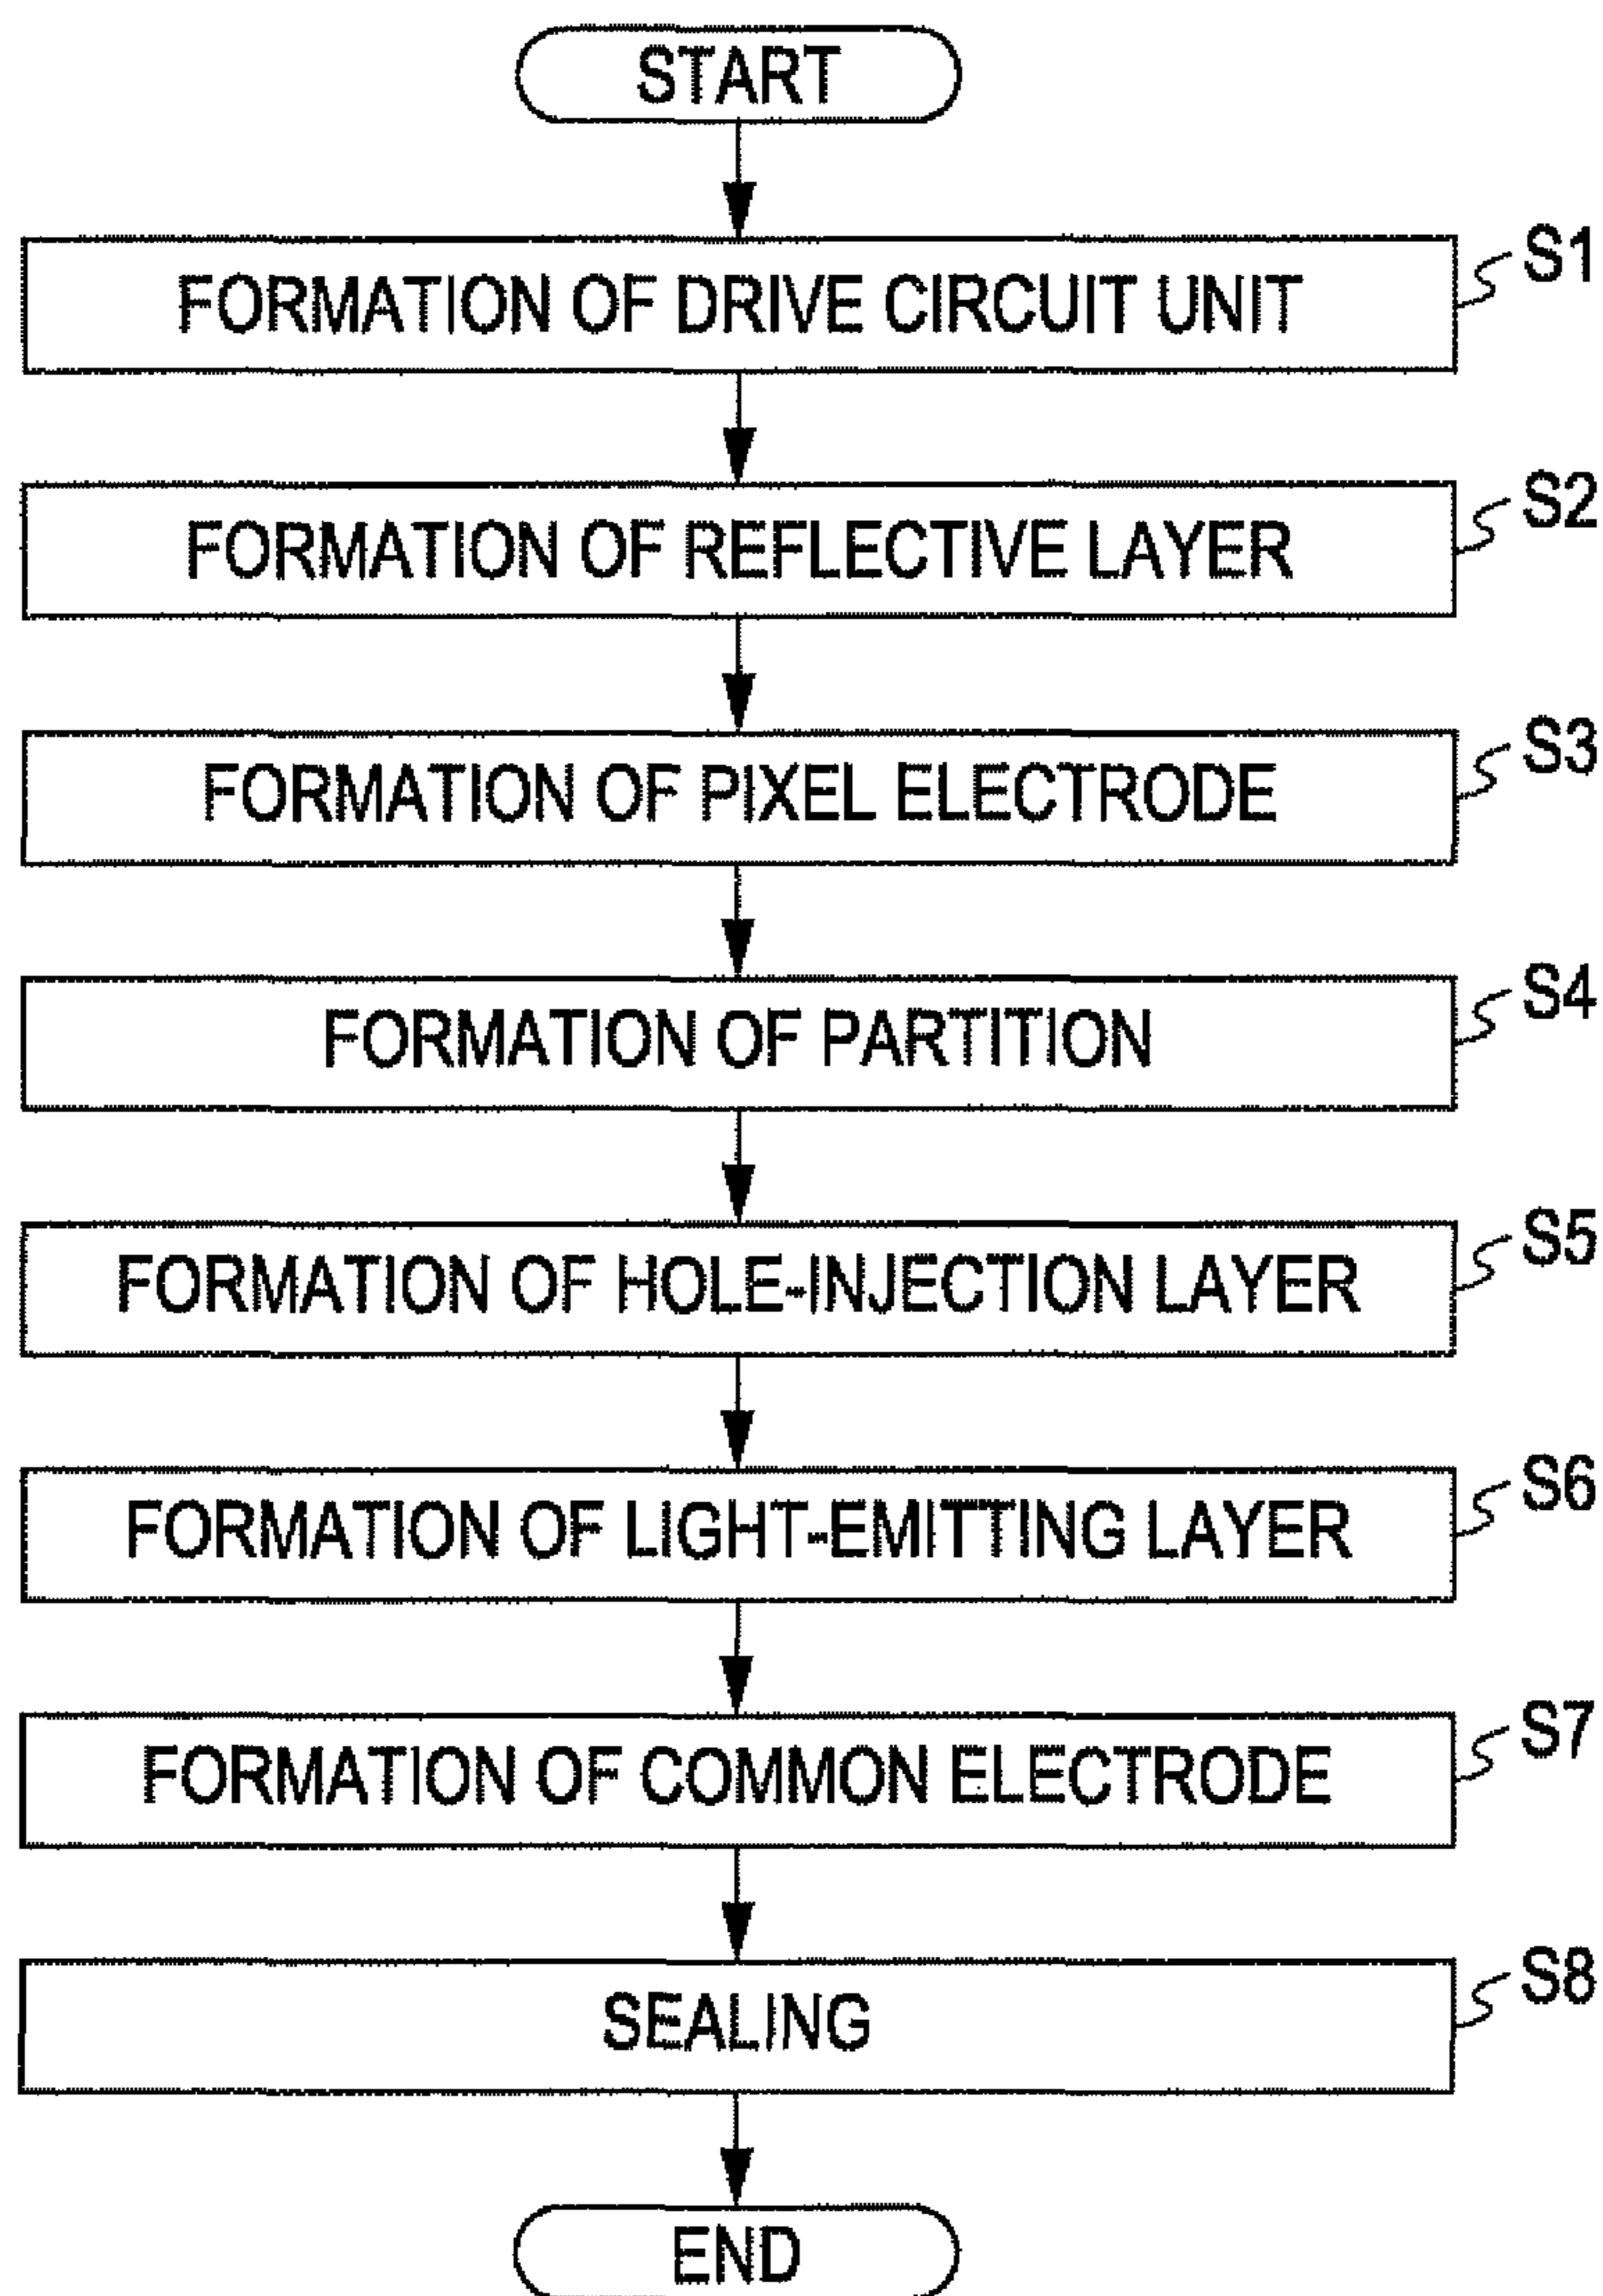 START
FORMATION OF DRIVE CIRCUIT UNIT
S1
FORMATION OF REFLECTIVE LAYER
S2
FORMATION OF PIXEL ELECTRODE
S3
FORMATION OF PARTITION
S4
FORMATION OF HOLE-INJECTION LAYER
S5
FORMATION OF LIGHT-EMITTING LAYER
S6
FORMATION OF COMMON ELECTRODE
S7
SEALING
S8
END